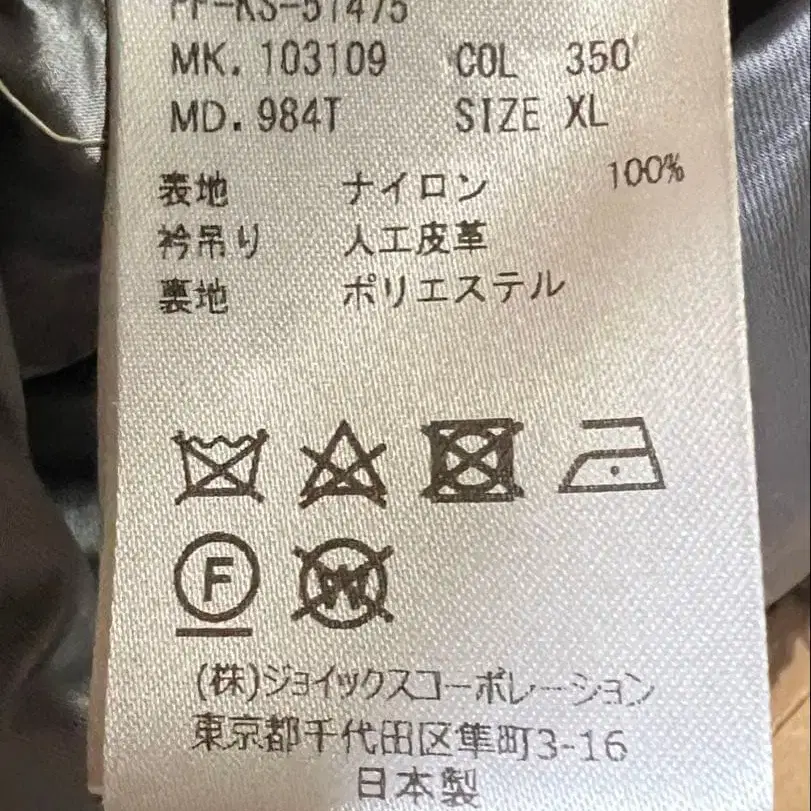 PF-KS-51475
MK. 103109 COL 350
MD. 984T SIZE XL
表地 ナイロン 100%
衿吊り 人工皮革
裏地 ポリエステル
F W
(株)ジョイックスコーポレーション
東京都千代田区隼町3-16
日本製